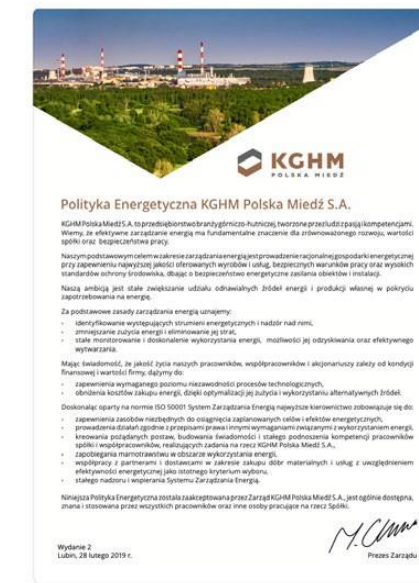 KGHM
POLSKA MIEDŹ
Polityka Energetyczna KGHM Polska Miedź S.A.
KGHM Polska Miedź S.A. to przedsiębiorstwo branży górniczo-hutniczej, tworzone przez ludzi z pasją i kompetencjami.
Wiemy, że efektywne zarządzanie energią ma fundamentalne znaczenie dla zrównoważonego rozwoju, wartości
spółki oraz bezpieczeństwa pracy.
Naszym podstawowym celem w zakresie zarządzania energią jest prowadzenie racjonalnej gospodarki energetycznej
przy zapewnieniu najwyższej jakości oferowanych wyrobów i usług, bezpiecznych warunków pracy oraz wysokich
standardów ochrony środowiska, dbając o bezpieczeństwo energetyczne zasilania obiektów i instalacji.
Naszą ambicją jest stałe zwiększanie udziału odnawialnych źródeł energii i produkcji własnej w pokryciu
zapotrzebowania na energię.
Za podstawowe zasady zarządzania energią uznajemy:
- identyfikowanie występujących strumieni energetycznych i nadzór nad nimi,
- zmniejszanie zużycia energii i eliminowanie jej strat,
- stałe monitorowanie i doskonalenie wykorzystania energii, możliwości jej odzyskiwania oraz efektywnego
wytwarzania.
Mając świadomość, że jakość życia naszych pracowników, współpracowników i akcjonariuszy zależy od kondycji
finansowej i wartości firmy, dążymy do:
- zapewnienia wymaganego poziomu niezawodności procesów technologicznych,
- obniżenia kosztów zakupu energii, dzięki optymalizacji jej zużycia i wykorzystaniu alternatywnych źródeł.
Doskonaląc oparty na normie ISO 50001 System Zarządzania Energią najwyższe kierownictwo zobowiązuje się do:
- zapewnienia zasobów niezbędnych do osiągnięcia zaplanowanych celów i efektów energetycznych,
- prowadzenia działań zgodnie z przepisami prawa i innymi wymaganiami związanymi z wykorzystaniem energii,
- kreowania pożądanych postaw, budowania świadomości i stałego podnoszenia kompetencji pracowników
spółki i współpracowników, realizujących zadania na rzecz KGHM Polska Miedź S.A.,
- zapobiegania marnotrawstwu w obszarze wykorzystania energii,
- współpracy z partnerami i dostawcami w zakresie zakupu dóbr materialnych i usług z uwzględnieniem
efektywności energetycznej jako istotnego kryterium wyboru,
- stałego nadzoru i wspierania Systemu Zarządzania Energią.
Niniejsza Polityka Energetyczna została zaakceptowana przez Zarząd KGHM Polska Miedź S.A., jest ogólnie dostępna,
znana i stosowana przez wszystkich pracowników oraz inne osoby pracujące na rzecz Spółki.
Wydanie 2
Lubin, 28 lutego 2019 r.
Prezes Zarządu